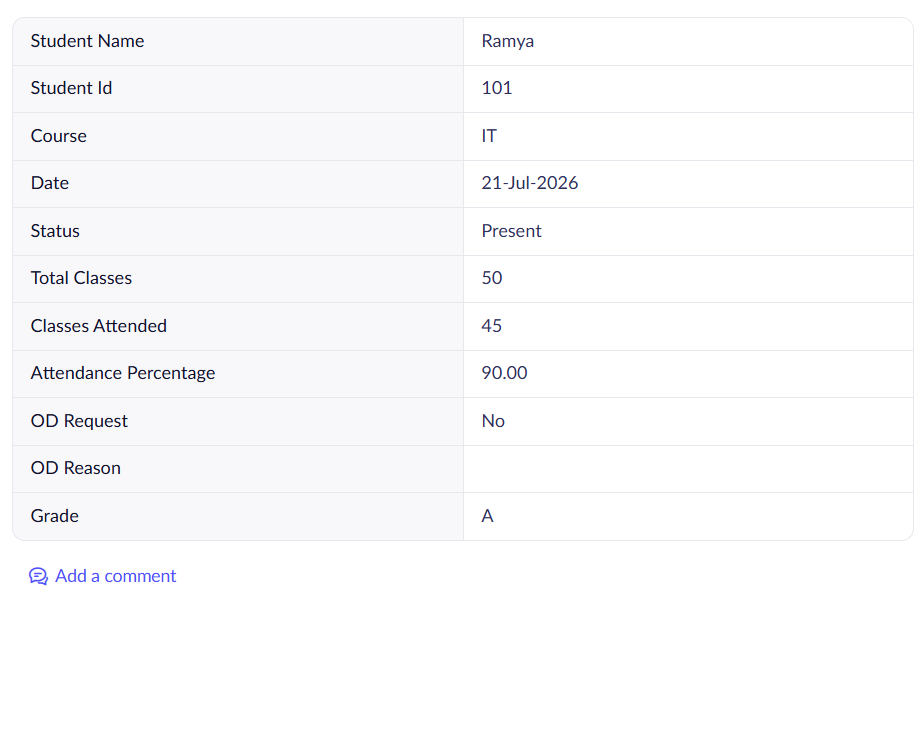 Student Name Ramya
Student Id 101
Course IT
Date 21-Jul-2026
Status Present
Total Classes 50
Classes Attended 45
Attendance Percentage 90.00
OD Request No
OD Reason
Grade A
Add a comment